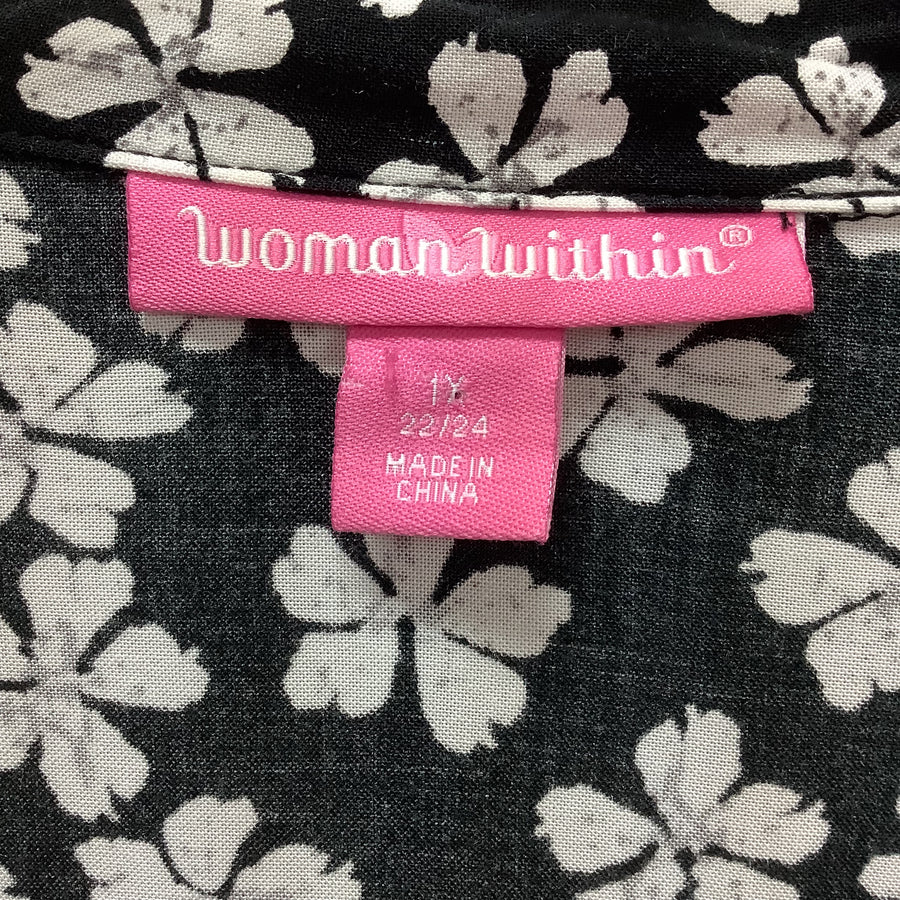 woman within®
1X
22/24
MADE IN
CHINA